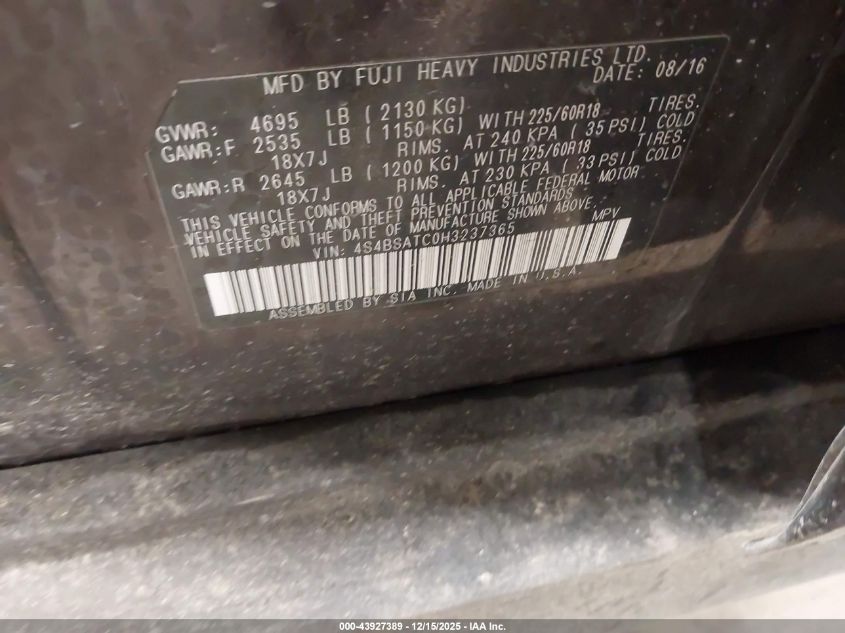 MFD BY FUJI HEAVY INDUSTRIES LTD.
DATE: 08/16
GVWR: 4695 LB ( 2130 KG)
GAWR:F 2535 LB ( 1150 KG) WITH 225/60R18 TIRES.
18X7J RIMS. AT 240 KPA ( 35 PSI) COLD
GAWR:R 2645 LB ( 1200 KG) WITH 225/60R18 TIRES.
18X7J RIMS. AT 230 KPA ( 33 PSI) COLD
THIS VEHICLE CONFORMS TO ALL APPLICABLE FEDERAL MOTOR
VEHICLE SAFETY AND THEFT PREVENTION STANDARDS
IN EFFECT ON THE DATE OF MANUFACTURE SHOWN ABOVE.
VIN: 4S4BSATC0H3237365 MPV
ASSEMBLED BY SIA INC. MADE IN U.S.A.
000-43927389 - 12/15/2025 - IAA Inc.